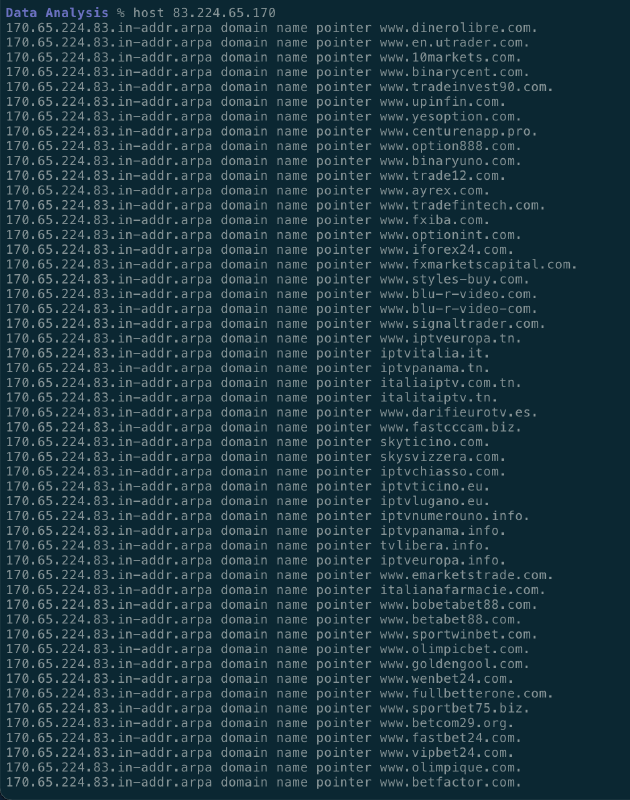 Data Analysis % host 83.224.65.170
170.65.224.83.in-addr.arpa domain name pointer www.dinerolibre.com.
170.65.224.83.in-addr.arpa domain name pointer www.en.utrader.com.
170.65.224.83.in-addr.arpa domain name pointer www.10markets.com.
170.65.224.83.in-addr.arpa domain name pointer www.binarycent.com.
170.65.224.83.in-addr.arpa domain name pointer www.tradeinvest90.com.
170.65.224.83.in-addr.arpa domain name pointer www.upinfin.com.
170.65.224.83.in-addr.arpa domain name pointer www.yesoption.com.
170.65.224.83.in-addr.arpa domain name pointer www.centurenapp.pro.
170.65.224.83.in-addr.arpa domain name pointer www.option888.com.
170.65.224.83.in-addr.arpa domain name pointer www.binaryuno.com.
170.65.224.83.in-addr.arpa domain name pointer www.trade12.com.
170.65.224.83.in-addr.arpa domain name pointer www.ayrex.com.
170.65.224.83.in-addr.arpa domain name pointer www.tradefintech.com.
170.65.224.83.in-addr.arpa domain name pointer www.fxiba.com.
170.65.224.83.in-addr.arpa domain name pointer www.optionint.com.
170.65.224.83.in-addr.arpa domain name pointer www.iforex24.com.
170.65.224.83.in-addr.arpa domain name pointer www.fxmarketscapital.com.
170.65.224.83.in-addr.arpa domain name pointer www.styles-buy.com.
170.65.224.83.in-addr.arpa domain name pointer www.blu-r-video.com.
170.65.224.83.in-addr.arpa domain name pointer www.blu-r-video-com.
170.65.224.83.in-addr.arpa domain name pointer www.signaltrader.com.
170.65.224.83.in-addr.arpa domain name pointer www.iptveuropa.tn.
170.65.224.83.in-addr.arpa domain name pointer iptvitalia.it.
170.65.224.83.in-addr.arpa domain name pointer iptvpanama.tn.
170.65.224.83.in-addr.arpa domain name pointer italiaiptv.com.tn.
170.65.224.83.in-addr.arpa domain name pointer italitaiptv.tn.
170.65.224.83.in-addr.arpa domain name pointer www.darifieurotv.es.
170.65.224.83.in-addr.arpa domain name pointer www.fastcccam.biz.
170.65.224.83.in-addr.arpa domain name pointer skyticino.com.
170.65.224.83.in-addr.arpa domain name pointer skysvizzera.com.
170.65.224.83.in-addr.arpa domain name pointer iptvchiasso.com.
170.65.224.83.in-addr.arpa domain name pointer iptvticino.eu.
170.65.224.83.in-addr.arpa domain name pointer iptvlugano.eu.
170.65.224.83.in-addr.arpa domain name pointer iptvnumerouno.info.
170.65.224.83.in-addr.arpa domain name pointer iptvpanama.info.
170.65.224.83.in-addr.arpa domain name pointer tvlibera.info.
170.65.224.83.in-addr.arpa domain name pointer iptveuropa.info.
170.65.224.83.in-addr.arpa domain name pointer www.emarketstrade.com.
170.65.224.83.in-addr.arpa domain name pointer italianafarmacie.com.
170.65.224.83.in-addr.arpa domain name pointer www.bobetabet88.com.
170.65.224.83.in-addr.arpa domain name pointer www.betabet88.com.
170.65.224.83.in-addr.arpa domain name pointer www.sportwinbet.com.
170.65.224.83.in-addr.arpa domain name pointer www.olimpicbet.com.
170.65.224.83.in-addr.arpa domain name pointer www.goldengool.com.
170.65.224.83.in-addr.arpa domain name pointer www.wenbet24.com.
170.65.224.83.in-addr.arpa domain name pointer www.fullbetterone.com.
170.65.224.83.in-addr.arpa domain name pointer www.sportbet75.biz.
170.65.224.83.in-addr.arpa domain name pointer www.betcom29.org.
170.65.224.83.in-addr.arpa domain name pointer www.fastbet24.com.
170.65.224.83.in-addr.arpa domain name pointer www.vipbet24.com.
170.65.224.83.in-addr.arpa domain name pointer www.olimpique.com.
170.65.224.83.in-addr.arpa domain name pointer www.betfactor.com.